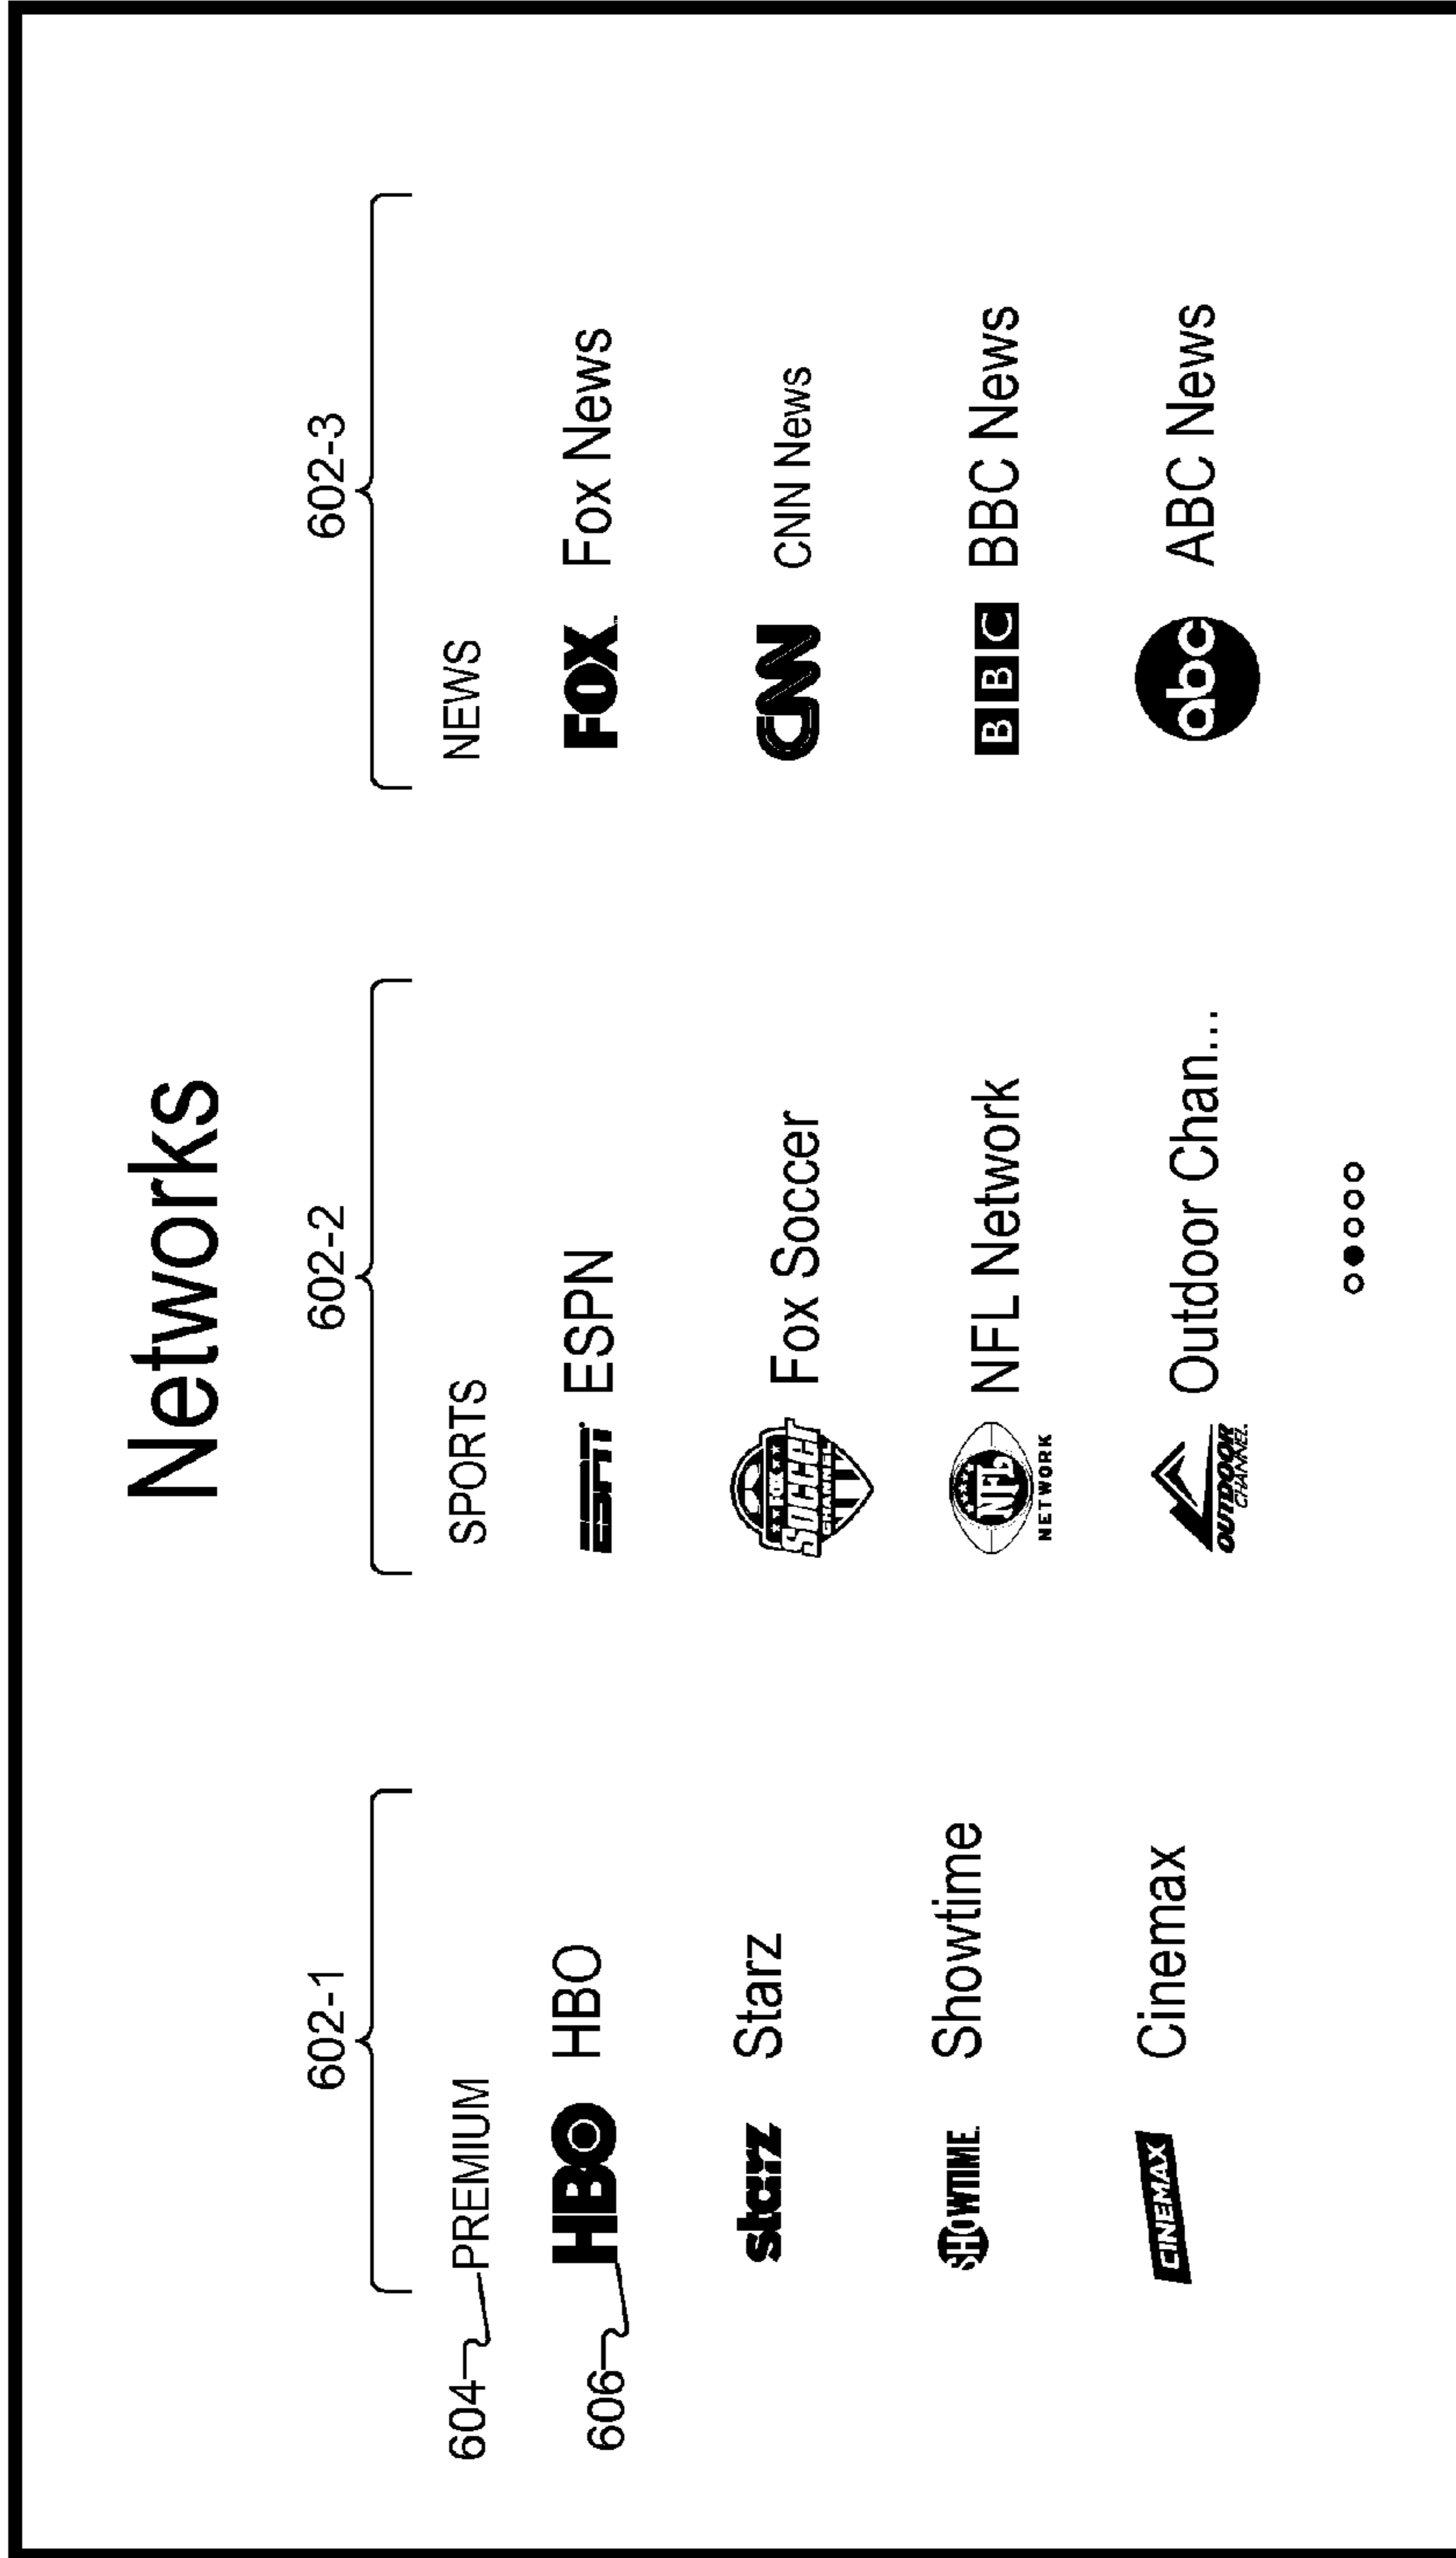 Networks
602-1
602-2
602-3
604
PREMIUM
606
HBO HBO
starz Starz
SHOWTIME. Showtime
CINEMAX Cinemax
SPORTS
ESPN ESPN
FOX
SOCCER
CHANNEL
Fox Soccer
NFL
NETWORK
NFL Network
OUTDOOR
CHANNEL.
Outdoor Chan...
NEWS
FOX Fox News
CNN CNN News
BBC BBC News
abc ABC News